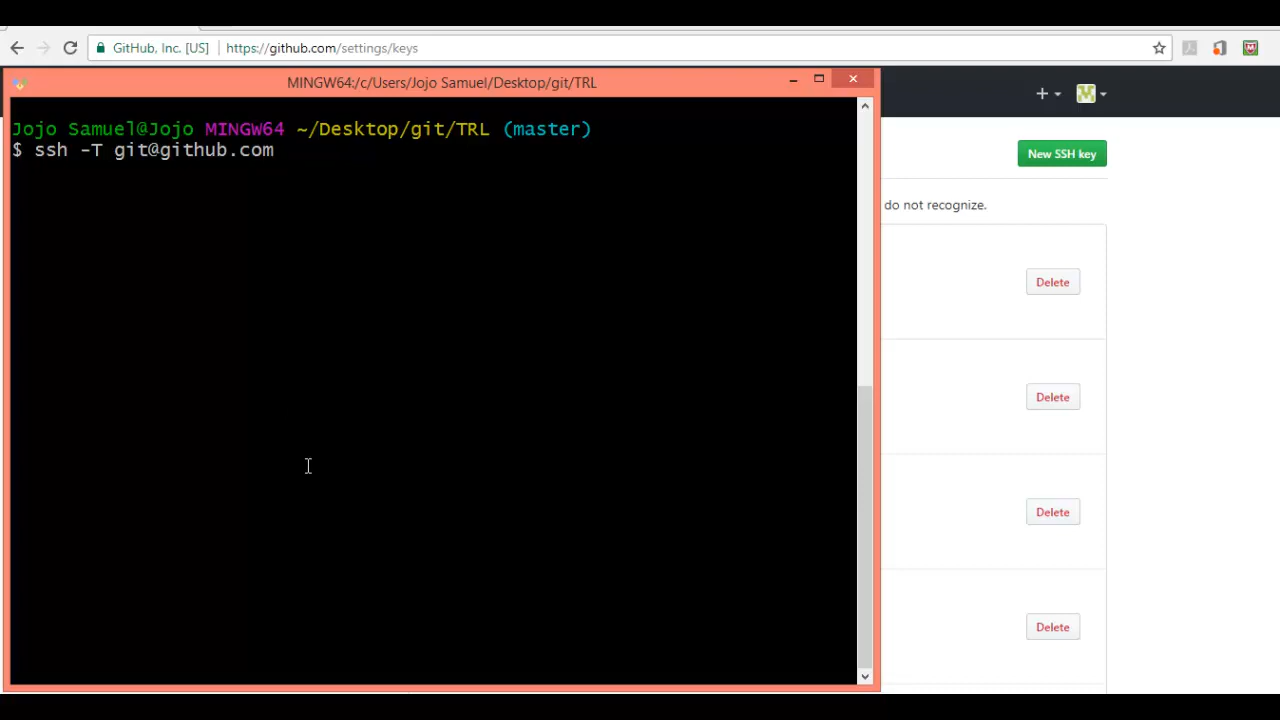 GitHub, Inc. [US] https://github.com/settings/keys
MINGW64:/c/Users/Jojo Samuel/Desktop/git/TRL
Jojo Samuel@Jojo MINGW64 ~/Desktop/git/TRL (master)
$ ssh -T git@github.com
New SSH key
do not recognize.
Delete
Delete
Delete
Delete